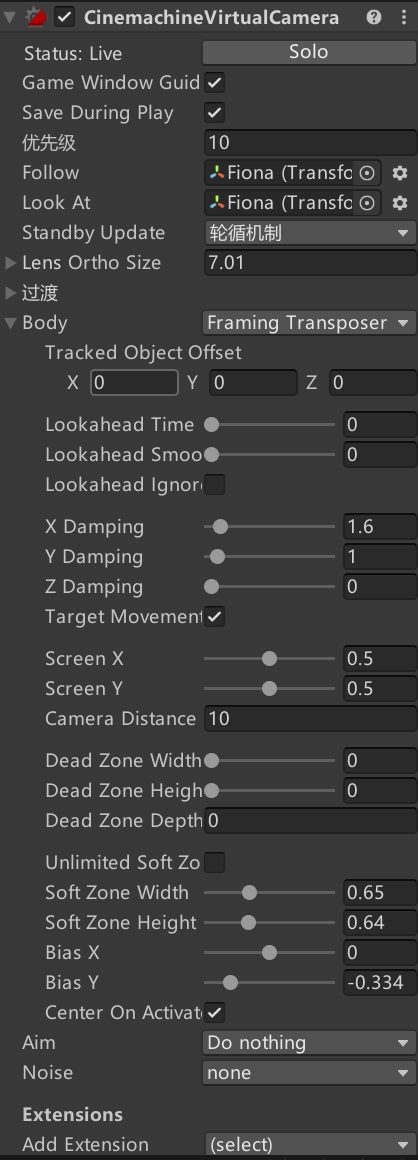 CinemachineVirtualCamera
Status: Live Solo
Game Window Guid
Save During Play
优先级 10
Follow Fiona (Transfo
Look At Fiona (Transfo
Standby Update 轮循机制
Lens Ortho Size 7.01
过渡
Body Framing Transposer
Tracked Object Offset
X 0 Y 0 Z 0
Lookahead Time 0
Lookahead Smoo 0
Lookahead Ignor
X Damping 1.6
Y Damping 1
Z Damping 0
Target Movement
Screen X 0.5
Screen Y 0.5
Camera Distance 10
Dead Zone Width 0
Dead Zone Heigh 0
Dead Zone Depth 0
Unlimited Soft Zo
Soft Zone Width 0.65
Soft Zone Height 0.64
Bias X 0
Bias Y -0.334
Center On Activat
Aim Do nothing
Noise none
Extensions
Add Extension (select)